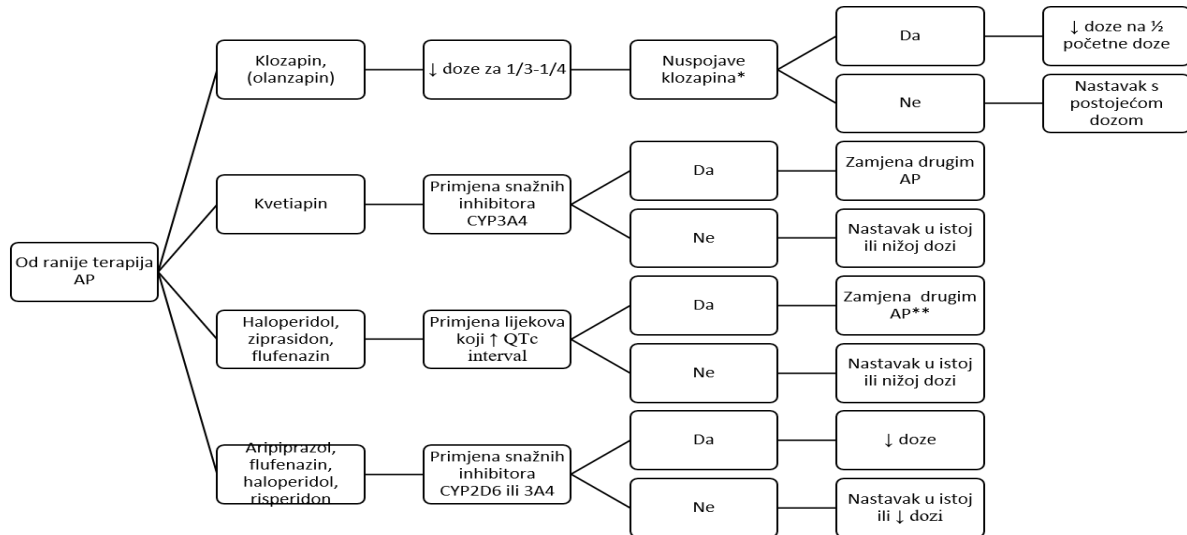 Od ranije terapija
AP
Klozapin,
(olanzapin)
↓ doze za 1/3-1/4
Nuspojave
klozapina*
Da
↓ doze na ½
početne doze
Ne
Nastavak s
postojećom
dozom
Kvetiapin
Primjena snažnih
inhibitora
CYP3A4
Da
Zamjena drugim
AP
Ne
Nastavak u istoj
ili nižoj dozi
Haloperidol,
ziprasidon,
flufenazin
Primjena lijekova
koji ↑ QTc
interval
Da
Zamjena drugim
AP**
Ne
Nastavak u istoj
ili nižoj dozi
Aripiprazol,
flufenazin,
haloperidol,
risperidon
Primjena snažnih
inhibitora
CYP2D6 ili 3A4
Da
↓ doze
Ne
Nastavak u istoj
ili ↓ dozi